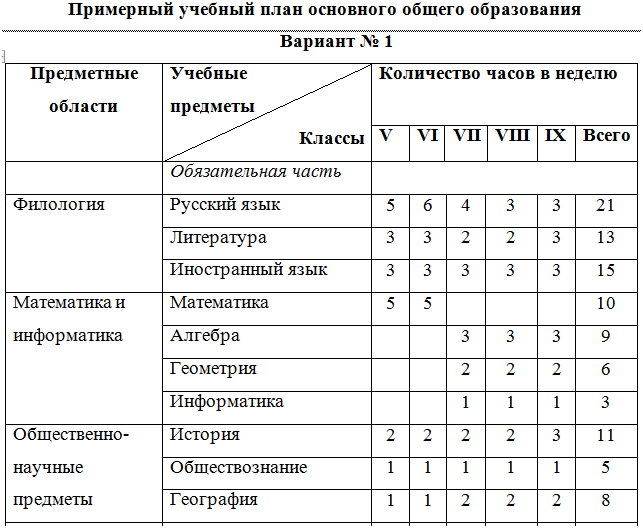 Примерный учебный план основного общего образования
Вариант № 1
Предметные области Учебные предметы Классы Количество часов в неделю
V VI VII VIII IX Всего
Обязательная часть
Филология Русский язык 5 6 4 3 3 21
Литература 3 3 2 2 3 13
Иностранный язык 3 3 3 3 3 15
Математика и информатика Математика 5 5 10
Алгебра 3 3 3 9
Геометрия 2 2 2 6
Информатика 1 1 1 3
Общественно-научные предметы История 2 2 2 2 3 11
Обществознание 1 1 1 1 1 5
География 1 1 2 2 2 8